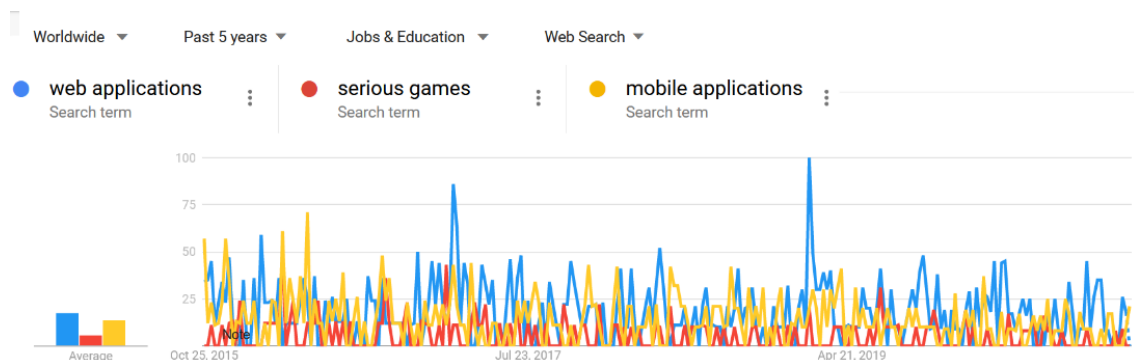 Worldwide Past 5 years Jobs & Education Web Search
web applications serious games mobile applications
Search term Search term Search term
100
75
50
25
Note
Average Oct 25, 2015 Jul 23, 2017 Apr 21, 2019